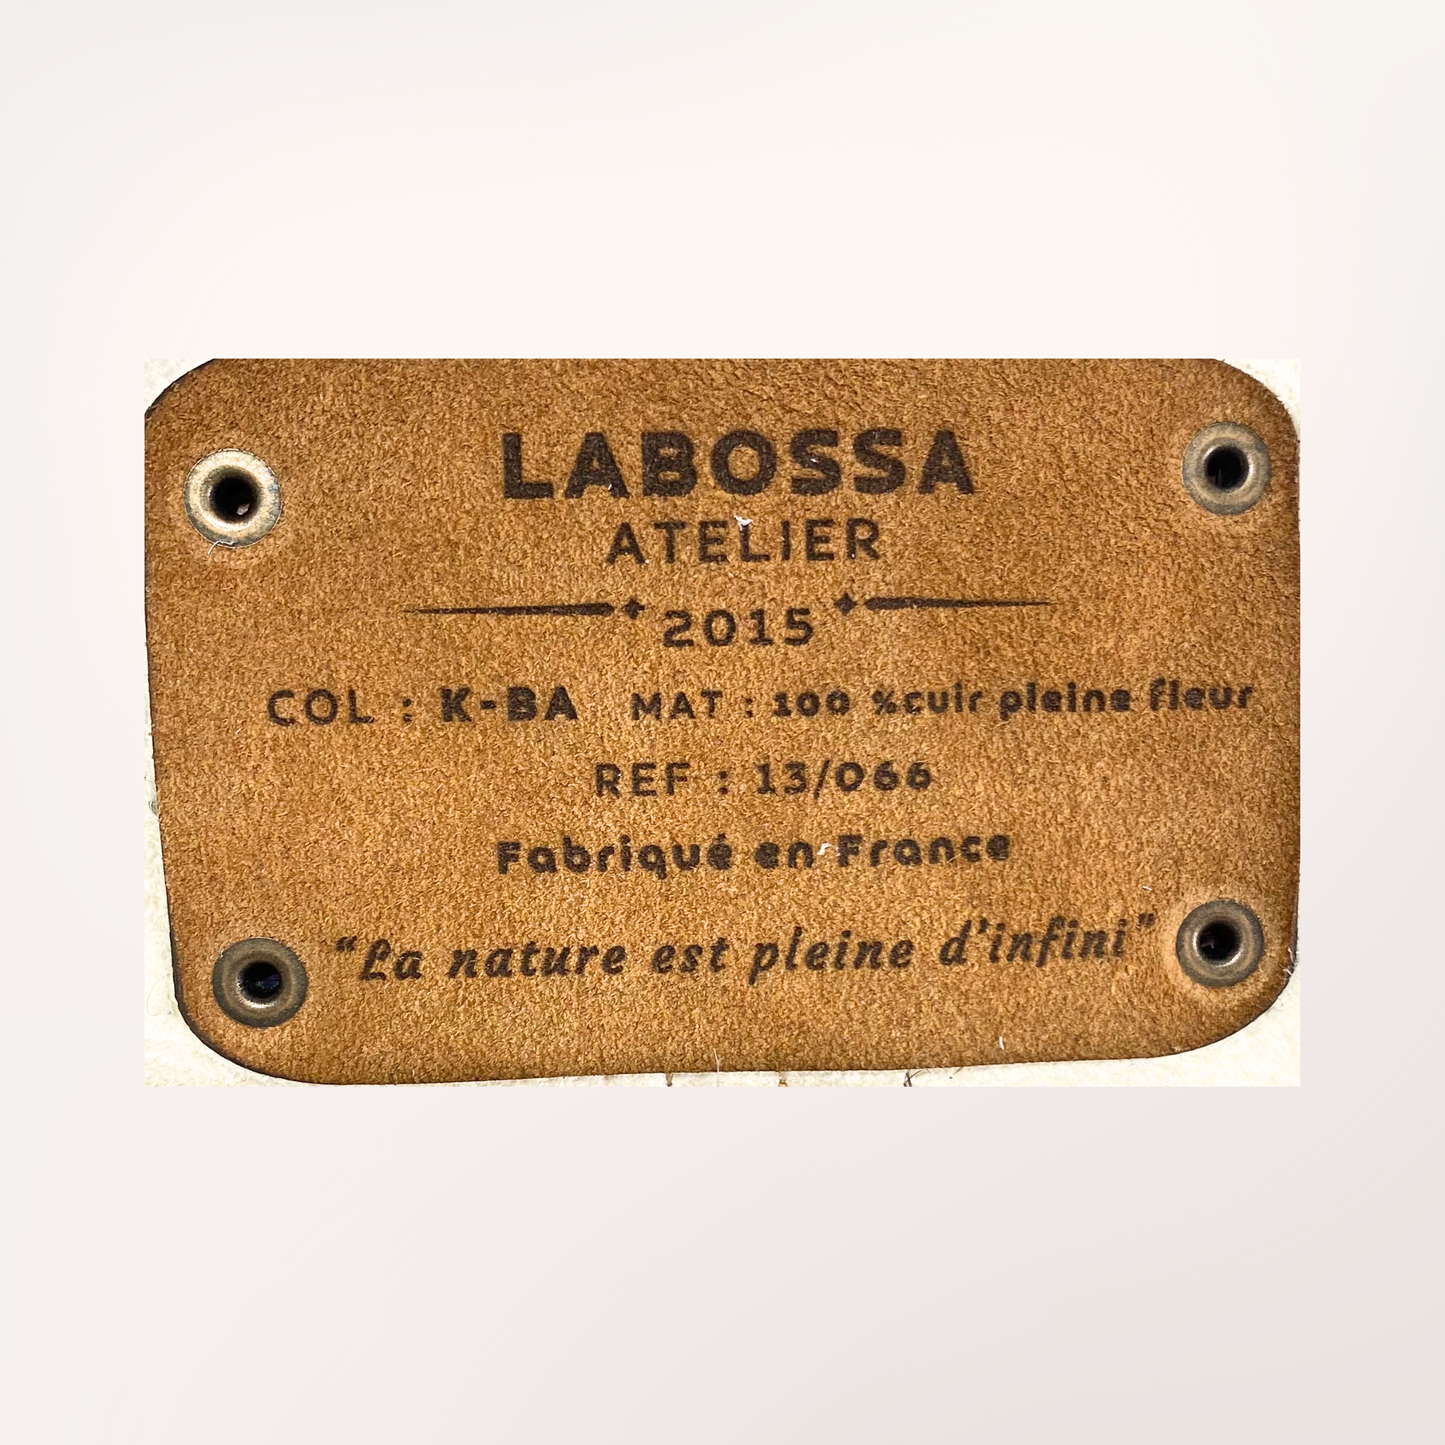 LABOSSA
ATELIER
2015
COL : K-BA MAT : 100 %cuir pleine fleur
REF : 13/066
Fabriqué en France
“La nature est pleine d’infini”